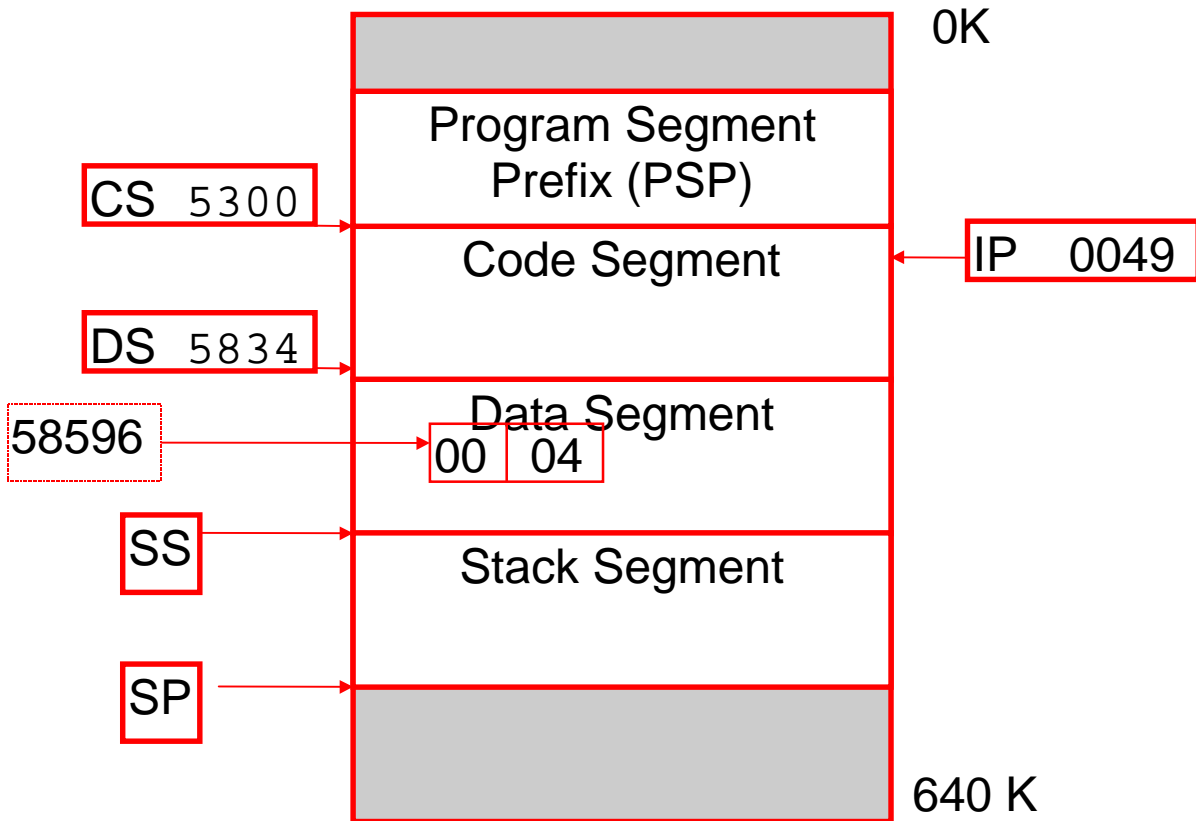 0K
Program Segment
Prefix (PSP)
CS 5300
Code Segment
IP 0049
DS 5834
Data Segment
58596
00 04
SS
Stack Segment
SP
640 K